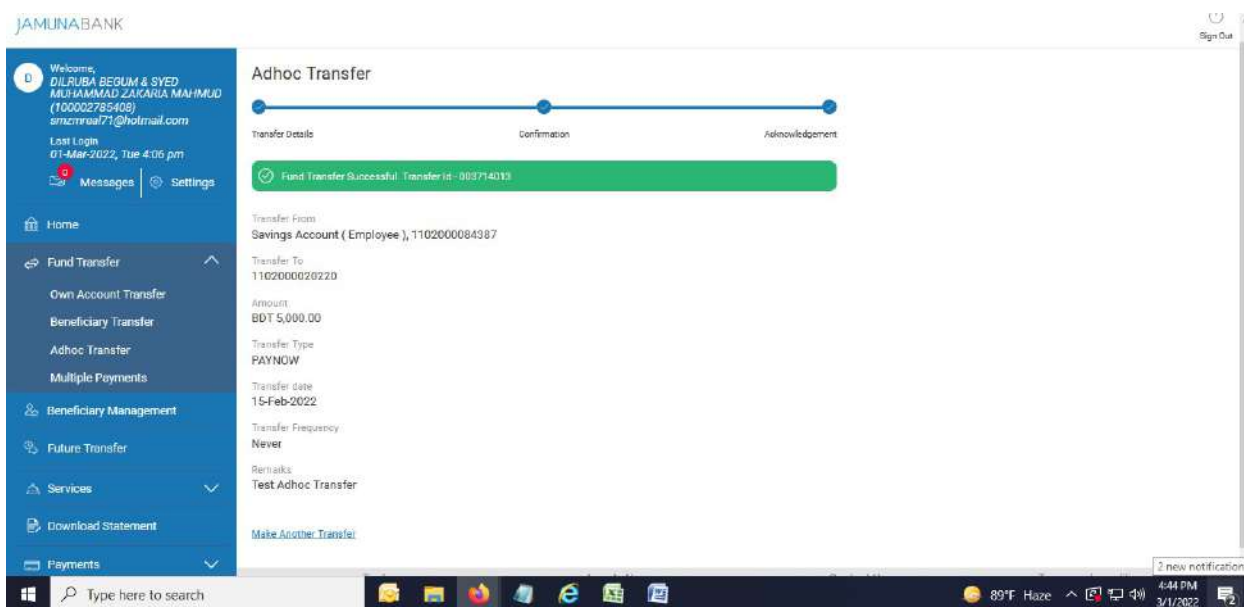 JAMUNABANK
Sign Out
D
Welcome,
DILRUBA BEGUM & SYED
MUHAMMAD ZAKARIA MAHMUD
(100002785408)
smzmreal71@hotmail.com
Last Login
01-Mar-2022, Tue 4:06 pm
0
Messages
Settings
Home
Fund Transfer
Own Account Transfer
Beneficiary Transfer
Adhoc Transfer
Multiple Payments
Beneficiary Management
Future Transfer
Services
Download Statement
Payments
Adhoc Transfer
Transfer Details
Confirmation
Acknowledgement
Fund Transfer Successful. Transfer Id - 003714013
Transfer From
Savings Account ( Employee ), 1102000084387
Transfer To
1102000020220
Amount
BDT 5,000.00
Transfer Type
PAYNOW
Transfer date
15-Feb-2022
Transfer Frequency
Never
Remarks
Test Adhoc Transfer
Make Another Transfer
2 new notification
Type here to search
89°F Haze
4:44 PM
3/1/2022
2